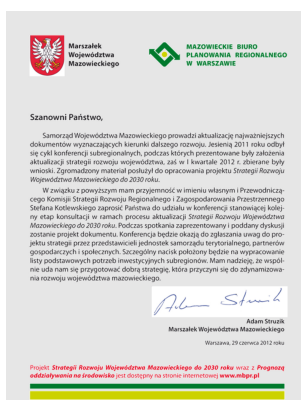 Marszałek
Województwa
Mazowieckiego
MAZOWIECKIE BIURO
PLANOWANIA REGIONALNEGO
W WARSZAWIE
Szanowni Państwo,
Samorząd Województwa Mazowieckiego prowadzi aktualizację najważniejszych
dokumentów wyznaczających kierunki dalszego rozwoju. Jesienią 2011 roku odbył
się cykl konferencji subregionalnych, podczas których prezentowane były założenia
aktualizacji strategii rozwoju województwa, zaś w I kwartale 2012 r. zbierane były
wnioski. Zgromadzony materiał posłużył do opracowania projektu Strategii Rozwoju
Województwa Mazowieckiego do 2030 roku.
W związku z powyższym mam przyjemność w imieniu własnym i Przewodniczą-
cego Komisji Strategii Rozwoju Regionalnego i Zagospodarowania Przestrzennego
Stefana Kotlewskiego zaprosić Państwa do udziału w konferencji stanowiącej kolej-
ny etap konsultacji w ramach procesu aktualizacji Strategii Rozwoju Województwa
Mazowieckiego do 2030 roku. Podczas spotkania zaprezentowany i poddany dyskusji
zostanie projekt dokumentu. Konferencja będzie okazją do zgłaszania uwag do pro-
jektu strategii przez przedstawicieli jednostek samorządu terytorialnego, partnerów
gospodarczych i społecznych. Szczególny nacisk położony będzie na wypracowanie
listy podstawowych potrzeb inwestycyjnych subregionów. Mam nadzieję, że wspól-
nie uda nam się przygotować dobrą strategię, która przyczyni się do zdynamizowa-
nia rozwoju województwa mazowieckiego.
Adam Struzik
Adam Struzik
Marszałek Województwa Mazowieckiego
Warszawa, 29 czerwca 2012 roku
Projekt Strategii Rozwoju Województwa Mazowieckiego do 2030 roku wraz z Prognozą
oddziaływania na środowisko jest dostępny na stronie internetowej www.mbpr.pl